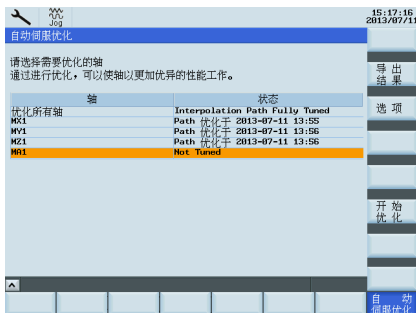 Jog
15:17:16
2013/07/11
自动伺服优化
请选择需要优化的轴
通过进行优化，可以使轴以更加优异的性能工作。
轴 状态
优化所有轴 Interpolation Path Fully Tuned
MX1 Path 优化于 2013-07-11 13:55
MY1 Path 优化于 2013-07-11 13:56
MZ1 Path 优化于 2013-07-11 13:56
MA1 Not Tuned
导出
结果
选项
开始
优化
自动
伺服优化